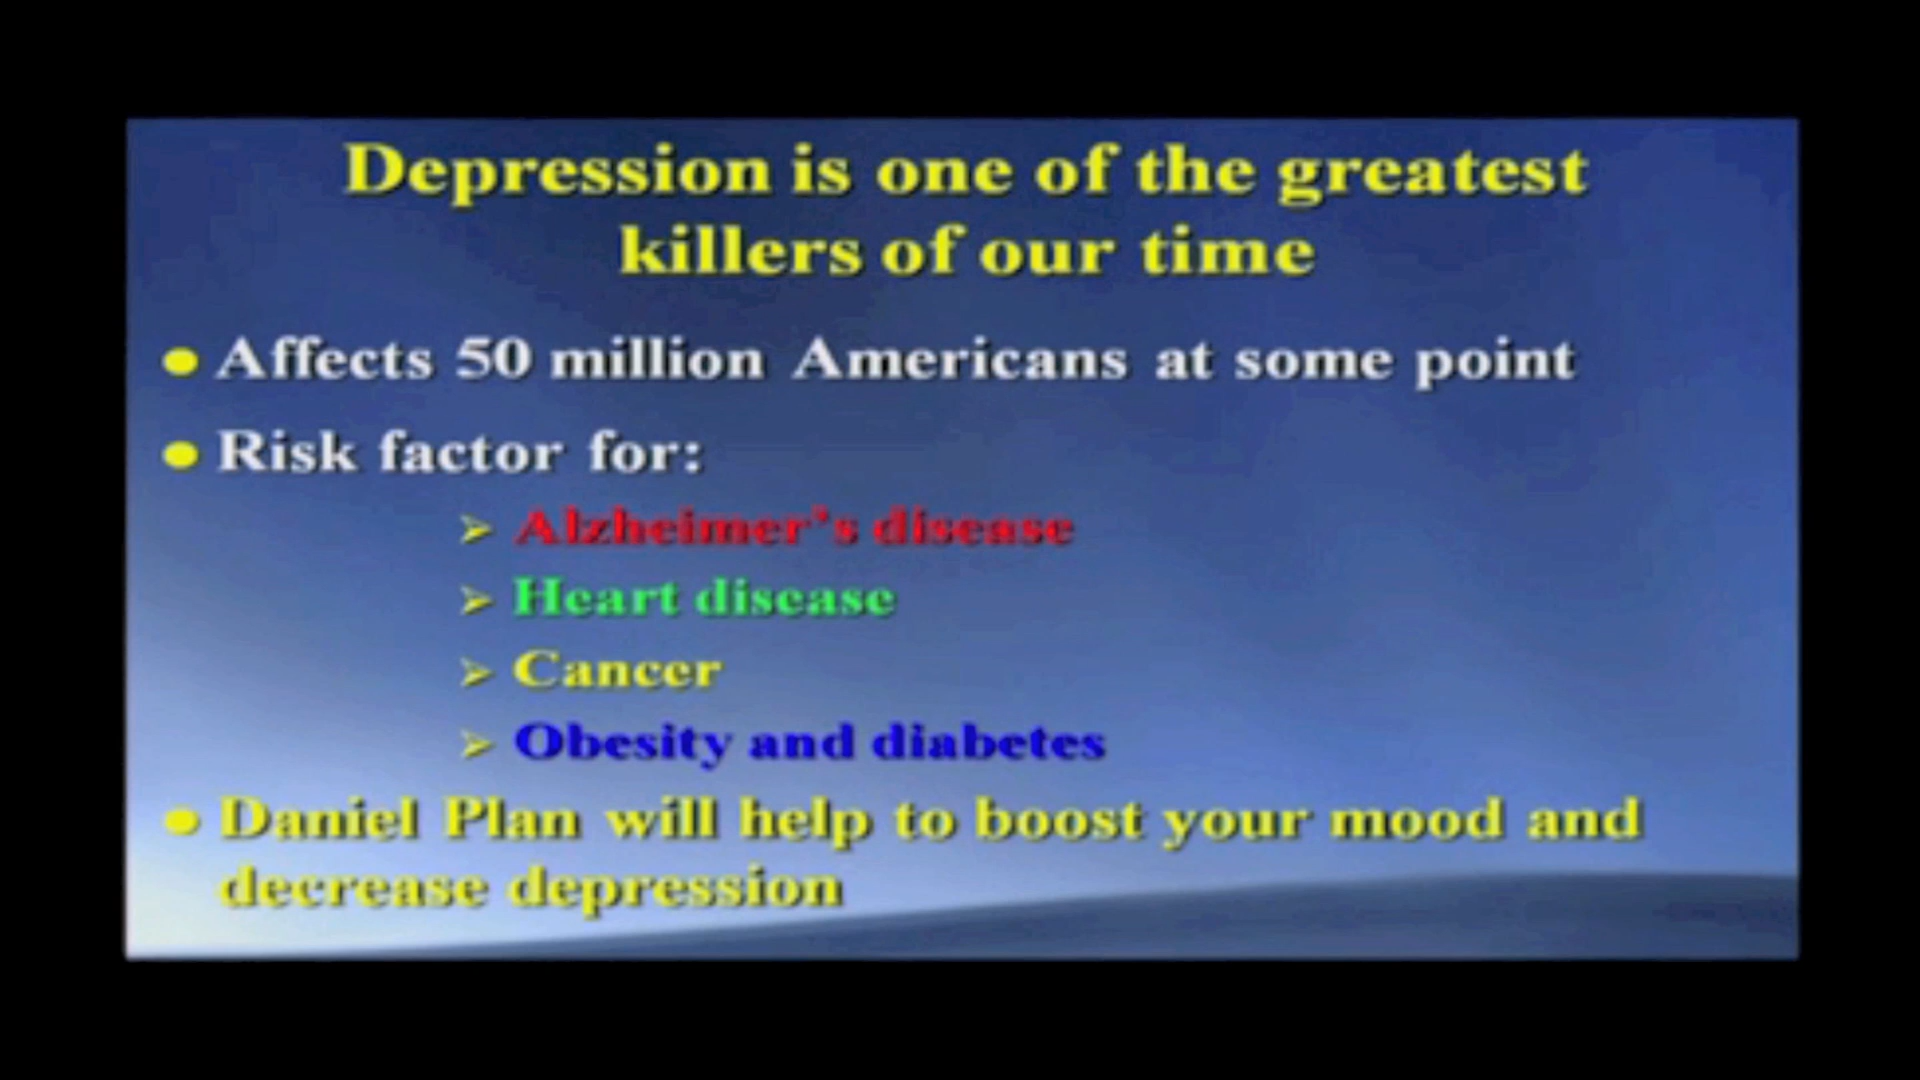 Depression is one of the greatest
killers of our time
Affects 50 million Americans at some point
Risk factor for:
Alzheimer's disease
Heart disease
Cancer
Obesity and diabetes
Daniel Plan will help to boost your mood and
decrease depression